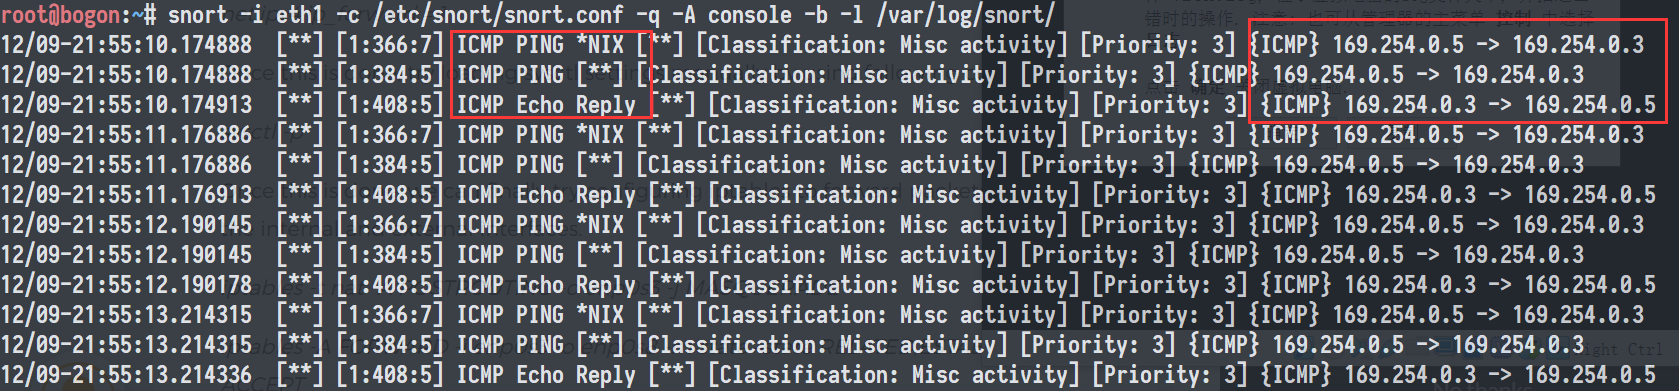 root@bogon:~# snort -i eth1 -c /etc/snort/snort.conf -q -A console -b -l /var/log/snort/
12/09-21:55:10.174888  [**] [1:366:7] ICMP PING *NIX [**] [Classification: Misc activity] [Priority: 3] {ICMP} 169.254.0.5 -> 169.254.0.3
12/09-21:55:10.174888  [**] [1:384:5] ICMP PING [**] [Classification: Misc activity] [Priority: 3] {ICMP} 169.254.0.5 -> 169.254.0.3
12/09-21:55:10.174913  [**] [1:408:5] ICMP Echo Reply [**] [Classification: Misc activity] [Priority: 3] {ICMP} 169.254.0.3 -> 169.254.0.5
12/09-21:55:11.176886  [**] [1:366:7] ICMP PING *NIX [**] [Classification: Misc activity] [Priority: 3] {ICMP} 169.254.0.5 -> 169.254.0.3
12/09-21:55:11.176886  [**] [1:384:5] ICMP PING [**] [Classification: Misc activity] [Priority: 3] {ICMP} 169.254.0.5 -> 169.254.0.3
12/09-21:55:11.176913  [**] [1:408:5] ICMP Echo Reply [**] [Classification: Misc activity] [Priority: 3] {ICMP} 169.254.0.3 -> 169.254.0.5
12/09-21:55:12.190145  [**] [1:366:7] ICMP PING *NIX [**] [Classification: Misc activity] [Priority: 3] {ICMP} 169.254.0.5 -> 169.254.0.3
12/09-21:55:12.190145  [**] [1:384:5] ICMP PING [**] [Classification: Misc activity] [Priority: 3] {ICMP} 169.254.0.5 -> 169.254.0.3
12/09-21:55:12.190178  [**] [1:408:5] ICMP Echo Reply [**] [Classification: Misc activity] [Priority: 3] {ICMP} 169.254.0.3 -> 169.254.0.5
12/09-21:55:13.214315  [**] [1:366:7] ICMP PING *NIX [**] [Classification: Misc activity] [Priority: 3] {ICMP} 169.254.0.5 -> 169.254.0.3
12/09-21:55:13.214315  [**] [1:384:5] ICMP PING [**] [Classification: Misc activity] [Priority: 3] {ICMP} 169.254.0.5 -> 169.254.0.3
12/09-21:55:13.214336  [**] [1:408:5] ICMP Echo Reply [**] [Classification: Misc activity] [Priority: 3] {ICMP} 169.254.0.3 -> 169.254.0.5